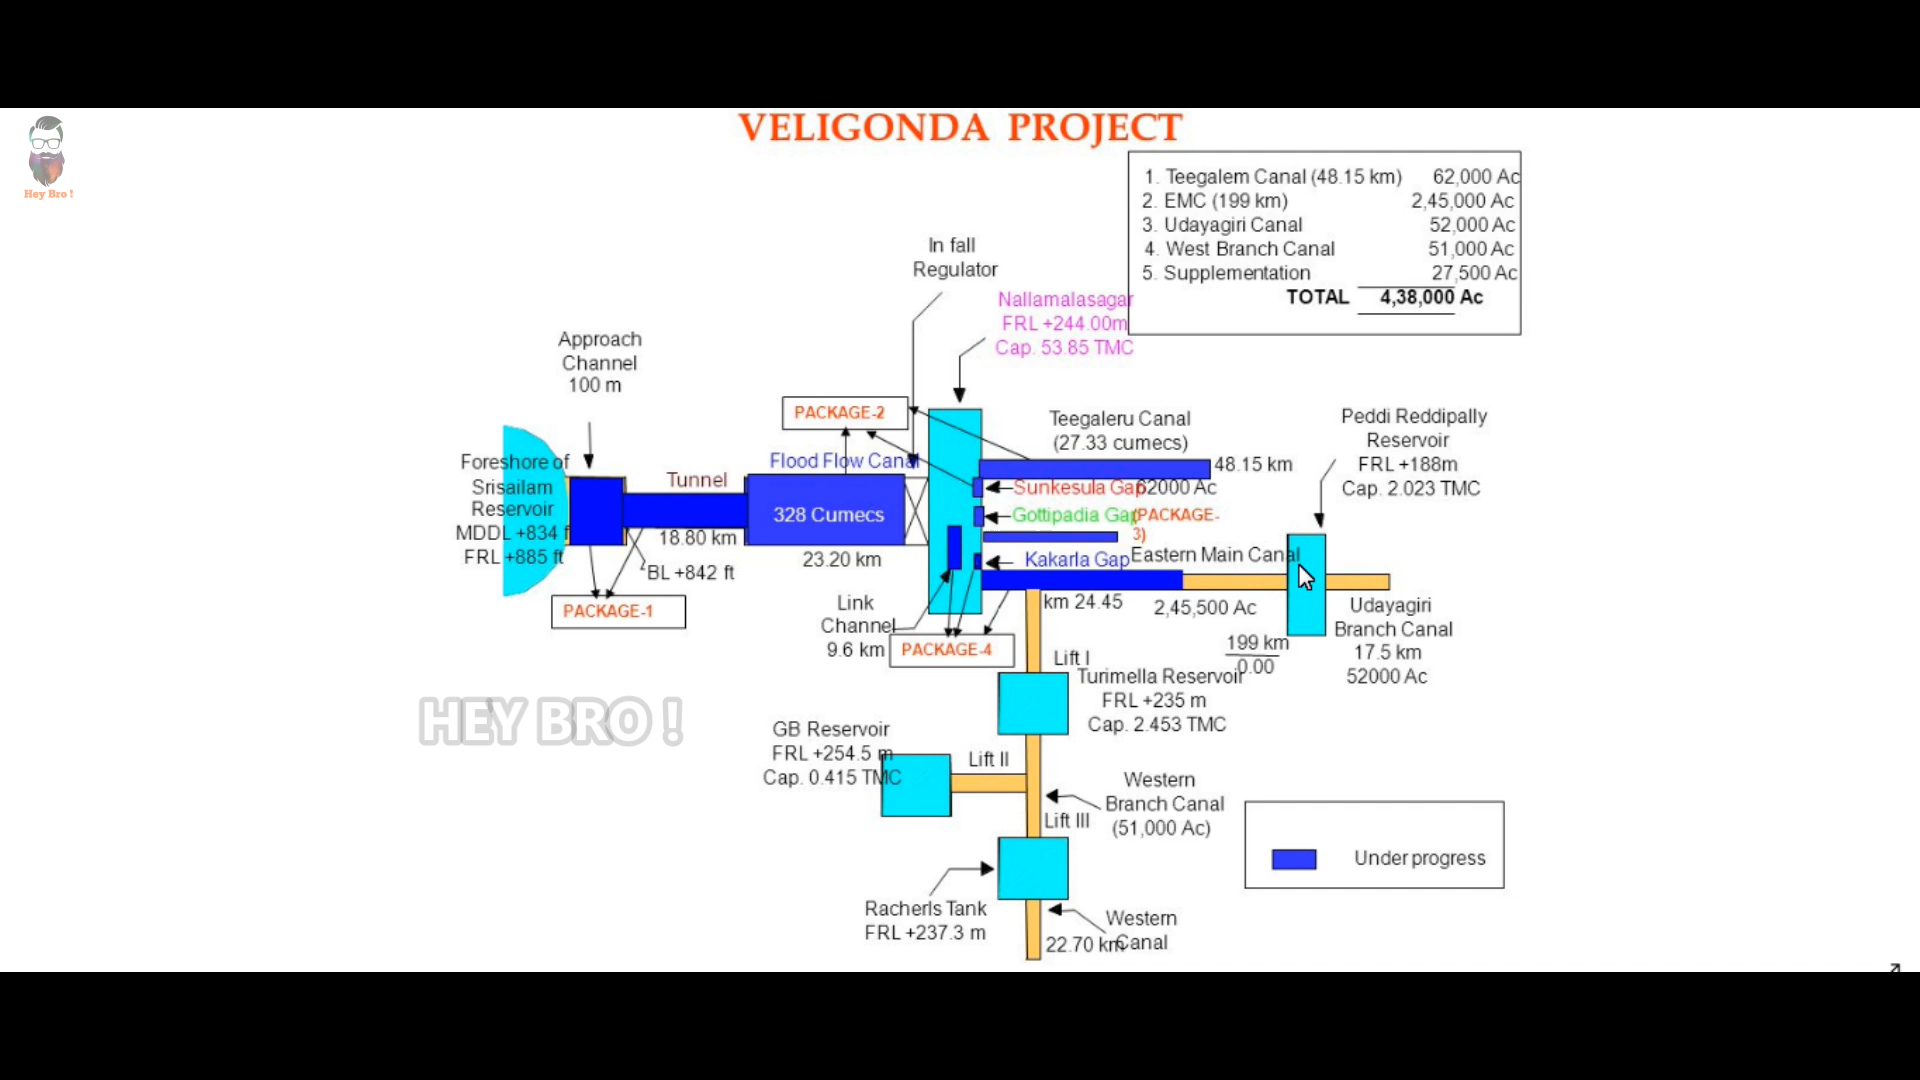 VELIGONDA PROJECT
Hey Bro !
1. Teegalem Canal (48.15 km) 62,000 Ac
2. EMC (199 km) 2,45,000 Ac
3. Udayagiri Canal 52,000 Ac
4. West Branch Canal 51,000 Ac
5. Supplementation 27,500 Ac
TOTAL 4,38,000 Ac
In fall
Regulator
Nallamalasagar
FRL +244.00m
Cap. 53.85 TMC
Approach
Channel
100 m
PACKAGE-2
Teegaleru Canal
(27.33 cumecs)
Peddi Reddipally
Reservoir
FRL +188m
Cap. 2.023 TMC
Foreshore of
Srisailam
Reservoir
MDDL +834 f
FRL +885 ft
Tunnel
18.80 km
BL +842 ft
PACKAGE-1
Flood Flow Canal
328 Cumecs
23.20 km
48.15 km
Sunkesula Gap
62000 Ac
Gottipadia Gap
(PACKAGE-
3)
Kakarla Gap
Eastern Main Canal
km 24.45
2,45,500 Ac
199 km
0.00
Udayagiri
Branch Canal
17.5 km
52000 Ac
Link
Channel
9.6 km
PACKAGE-4
Lift I
Turimella Reservoir
FRL +235 m
Cap. 2.453 TMC
HEY BRO !
GB Reservoir
FRL +254.5 m
Cap. 0.415 TMC
Lift II
Western
Branch Canal
(51,000 Ac)
Lift III
Under progress
Racherls Tank
FRL +237.3 m
Western
Canal
22.70 km